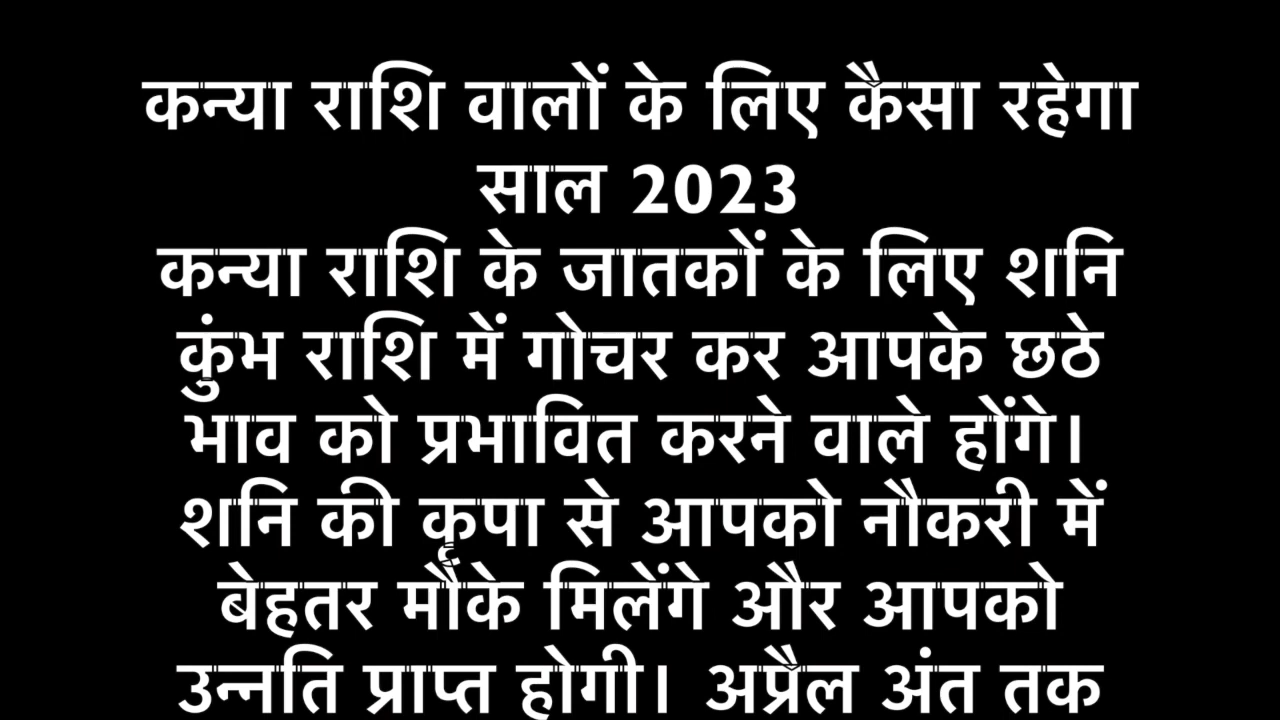 कन्या राशि वालों के लिए कैसा रहेगा
साल 2023
कन्या राशि के जातकों के लिए शनि
कुंभ राशि में गोचर कर आपके छठे
भाव को प्रभावित करने वाले होंगे।
शनि की कृपा से आपको नौकरी में
बेहतर मौके मिलेंगे और आपको
उन्नति प्राप्त होगी। अप्रैल अंत तक